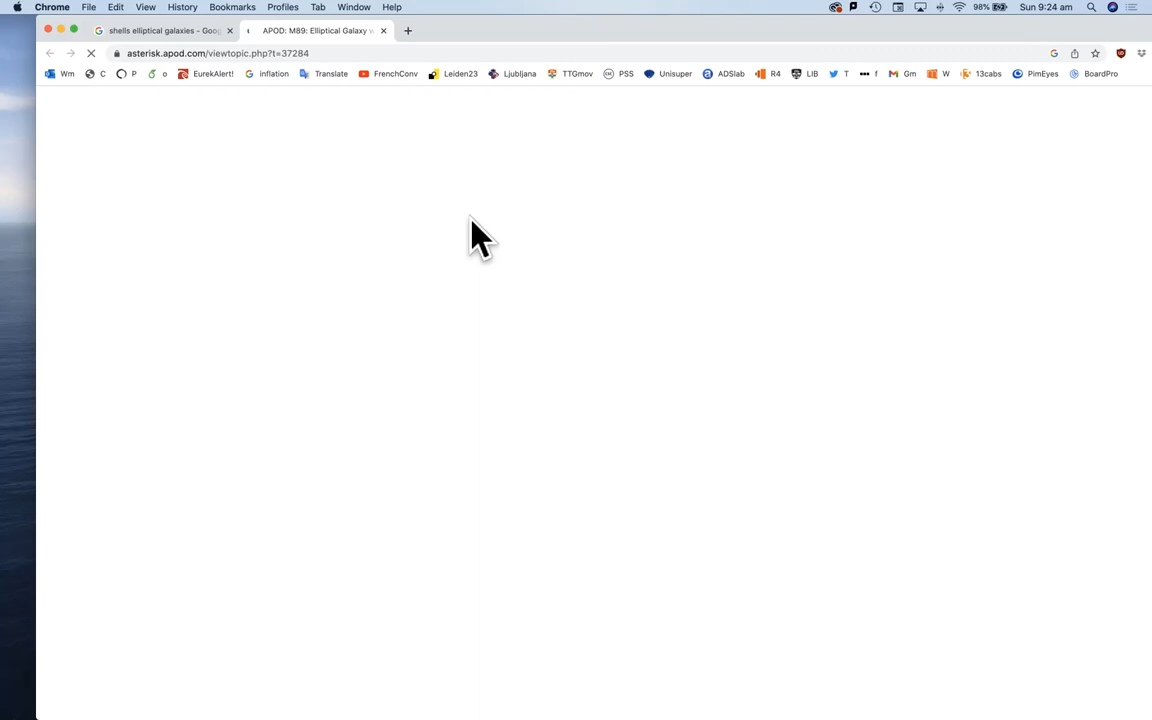 Chrome File Edit View History Bookmarks Profiles Tab Window Help 98% Sun 9:24 am
shells elliptical galaxies - Goog APOD: M89: Elliptical Galaxy w
asterisk.apod.com/viewtopic.php?t=37284
Wm C P o EurekAlert! inflation Translate FrenchConv Leiden23 Ljubljana TTGmov PSS Unisuper ADSlab R4 LIB T f Gm W 13cabs PimEyes BoardPro